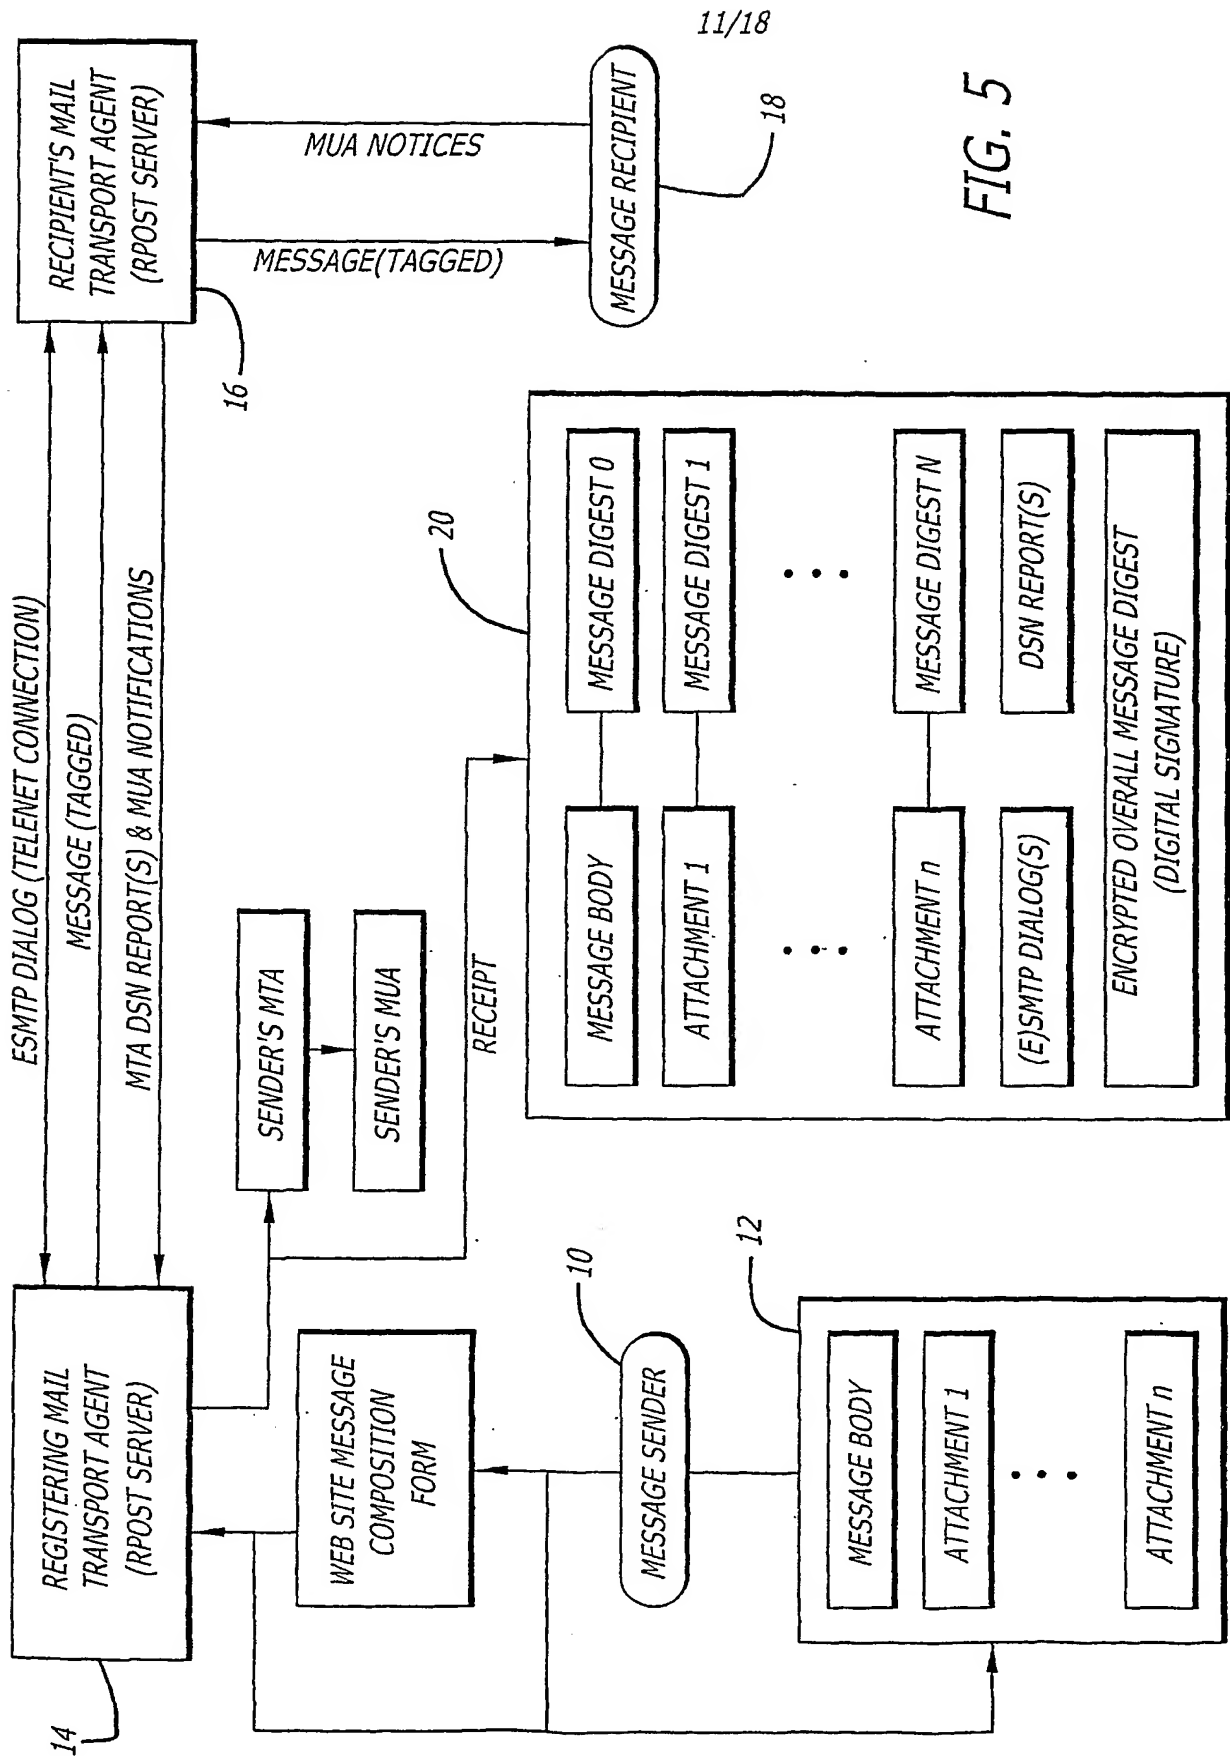 11/18
ESMTP DIALOG (TELENET CONNECTION)
MESSAGE (TAGGED)
MTA DSN REPORT(S) & MUA NOTIFICATIONS
REGISTERING MAIL
TRANSPORT AGENT
(RPOST SERVER)
14
RECIPIENT'S MAIL
TRANSPORT AGENT
(RPOST SERVER)
16
MUA NOTICES
MESSAGE(TAGGED)
MESSAGE RECIPIENT
18
SENDER'S MTA
SENDER'S MUA
RECEIPT
WEB SITE MESSAGE
COMPOSITION
FORM
MESSAGE SENDER
10
12
MESSAGE BODY
ATTACHMENT 1
• • •
ATTACHMENT n
20
MESSAGE BODY
MESSAGE DIGEST 0
ATTACHMENT 1
MESSAGE DIGEST 1
• • •
• • •
ATTACHMENT n
MESSAGE DIGEST N
(E)SMTP DIALOG(S)
DSN REPORT(S)
ENCRYPTED OVERALL MESSAGE DIGEST
(DIGITAL SIGNATURE)
FIG. 5